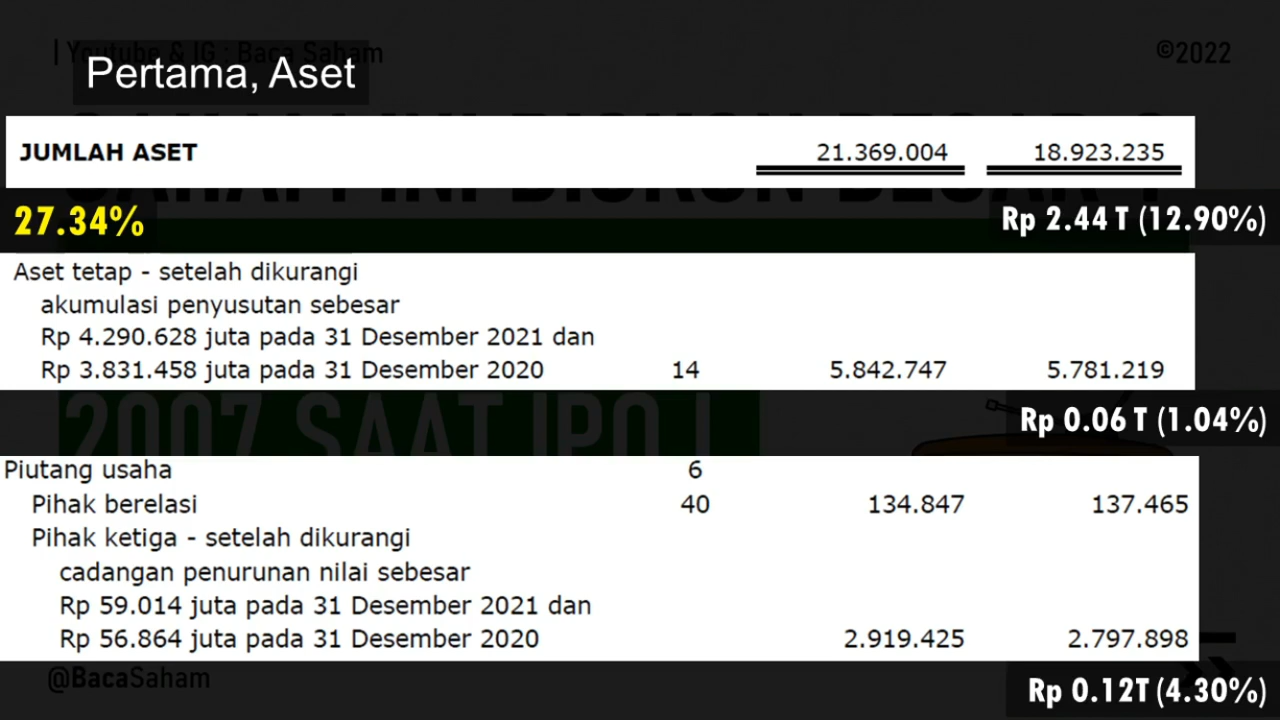 | Youtube & IG : Baca Saham
©2022
Pertama, Aset
JUMLAH ASET 21.369.004 18.923.235
27.34% Rp 2.44 T (12.90%)
Aset tetap - setelah dikurangi
akumulasi penyusutan sebesar
Rp 4.290.628 juta pada 31 Desember 2021 dan
Rp 3.831.458 juta pada 31 Desember 2020 14 5.842.747 5.781.219
2007 SAAT IPO !
Rp 0.06 T (1.04%)
Piutang usaha 6
Pihak berelasi 40 134.847 137.465
Pihak ketiga - setelah dikurangi
cadangan penurunan nilai sebesar
Rp 59.014 juta pada 31 Desember 2021 dan
Rp 56.864 juta pada 31 Desember 2020 2.919.425 2.797.898
@BacaSaham
Rp 0.12T (4.30%)